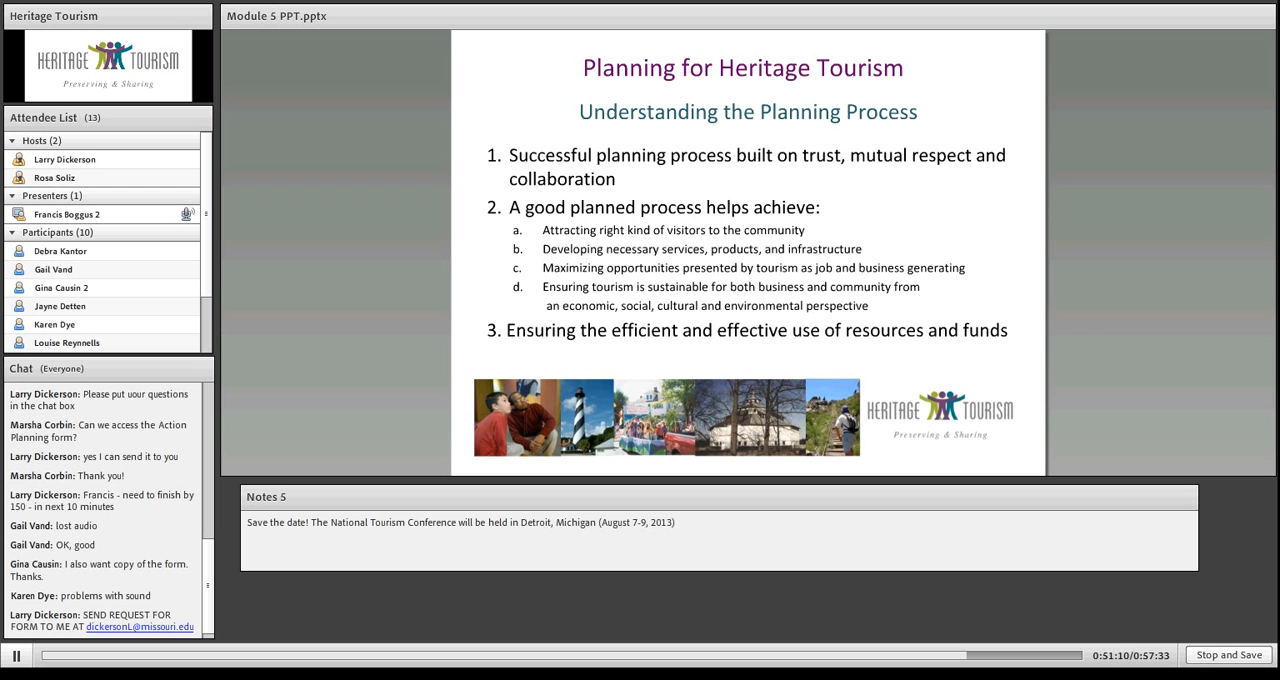 Heritage Tourism
HERITAGE TOURISM
Preserving & Sharing
Attendee List (13)
Hosts (2)
Larry Dickerson
Rosa Soliz
Presenters (1)
Francis Boggus 2
Participants (10)
Debra Kantor
Gail Vand
Gina Causin 2
Jayne Detten
Karen Dye
Louise Reynnells
Chat (Everyone)
Larry Dickerson: Please put uour questions
in the chat box
Marsha Corbin: Can we access the Action
Planning form?
Larry Dickerson: yes I can send it to you
Marsha Corbin: Thank you!
Larry Dickerson: Francis - need to finish by
150 - in next 10 minutes
Gail Vand: lost audio
Gail Vand: OK, good
Gina Causin: I also want copy of the form.
Thanks.
Karen Dye: problems with sound
Larry Dickerson: SEND REQUEST FOR
FORM TO ME AT dickersonL@missouri.edu
Module 5 PPT.pptx
Planning for Heritage Tourism
Understanding the Planning Process
1. Successful planning process built on trust, mutual respect and
collaboration
2. A good planned process helps achieve:
a. Attracting right kind of visitors to the community
b. Developing necessary services, products, and infrastructure
c. Maximizing opportunities presented by tourism as job and business generating
d. Ensuring tourism is sustainable for both business and community from
an economic, social, cultural and environmental perspective
3. Ensuring the efficient and effective use of resources and funds
HERITAGE TOURISM
Preserving & Sharing
Notes 5
Save the date! The National Tourism Conference will be held in Detroit, Michigan (August 7-9, 2013)
0:51:10/0:57:33
Stop and Save